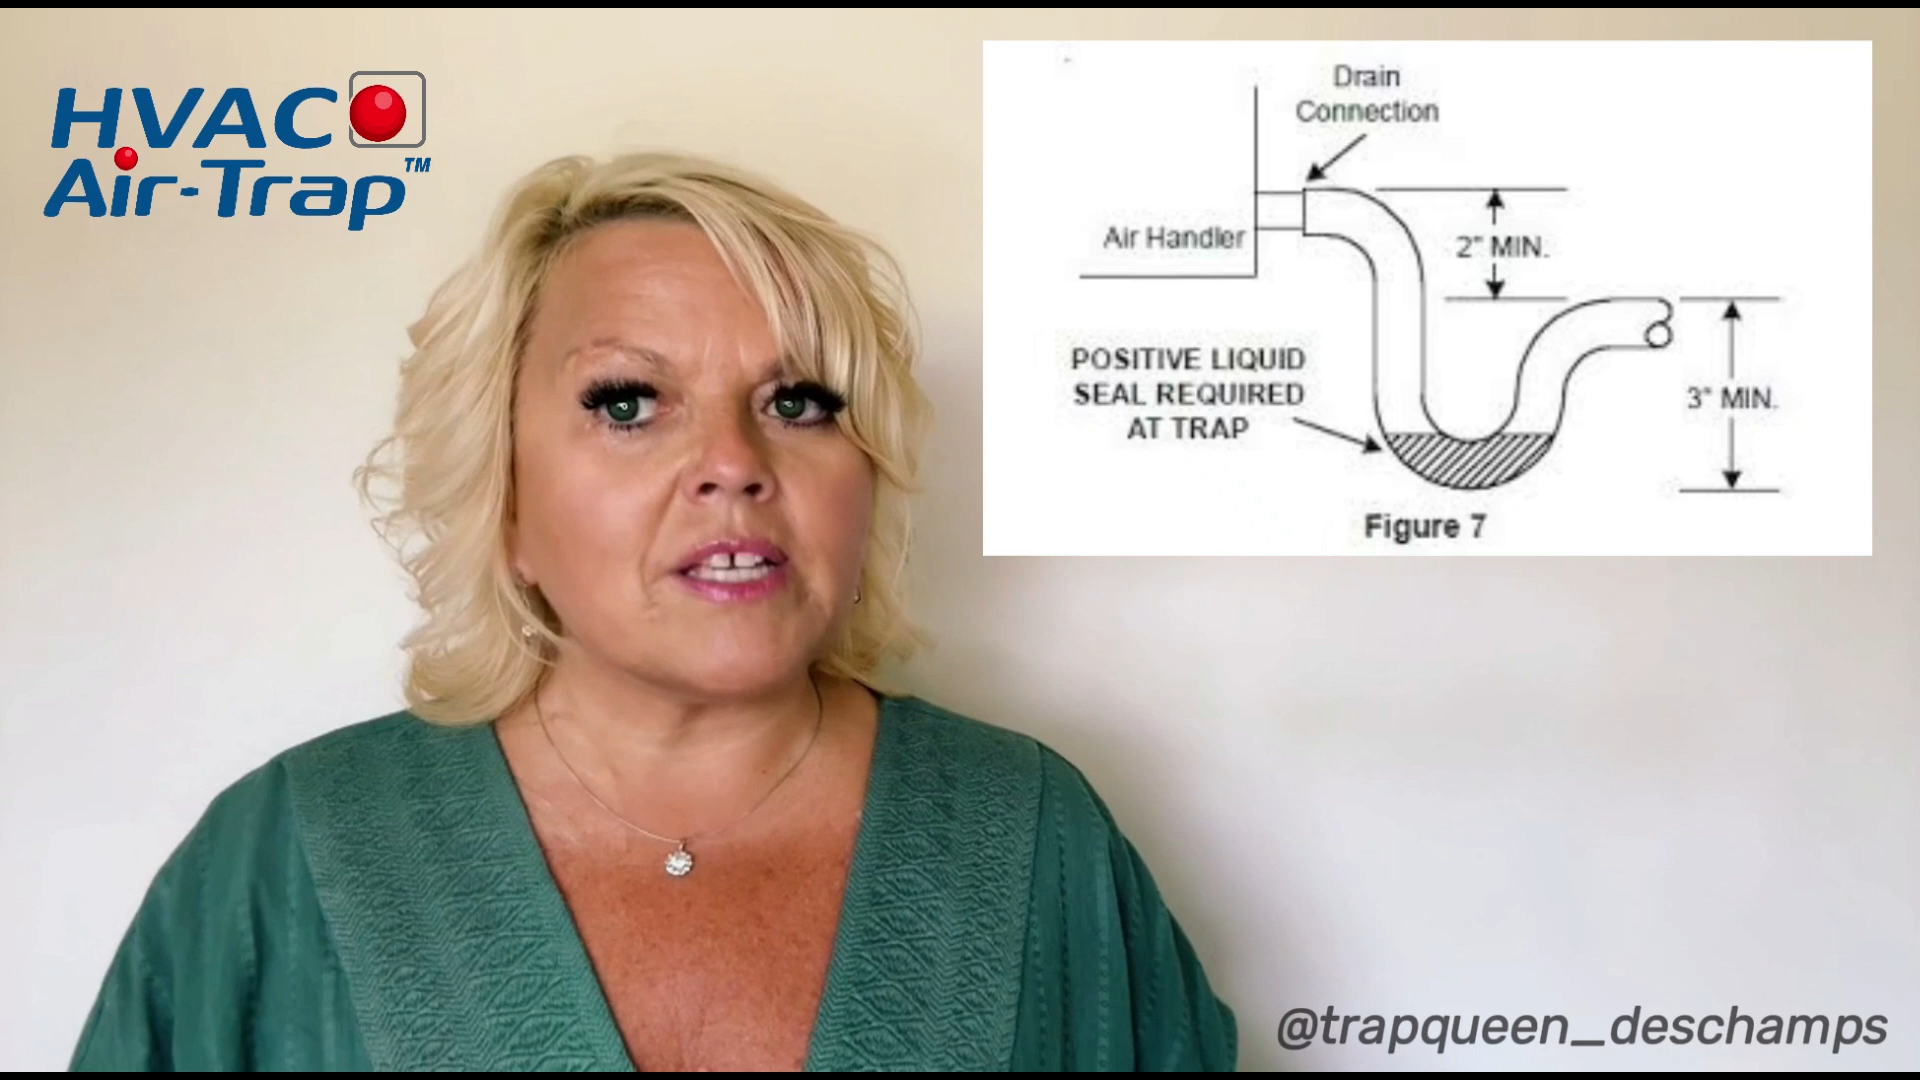 HVAC
Air-Trap™
Drain
Connection
Air Handler
2" MIN.
POSITIVE LIQUID
SEAL REQUIRED
AT TRAP
3" MIN.
Figure 7
@trapqueen_deschamps